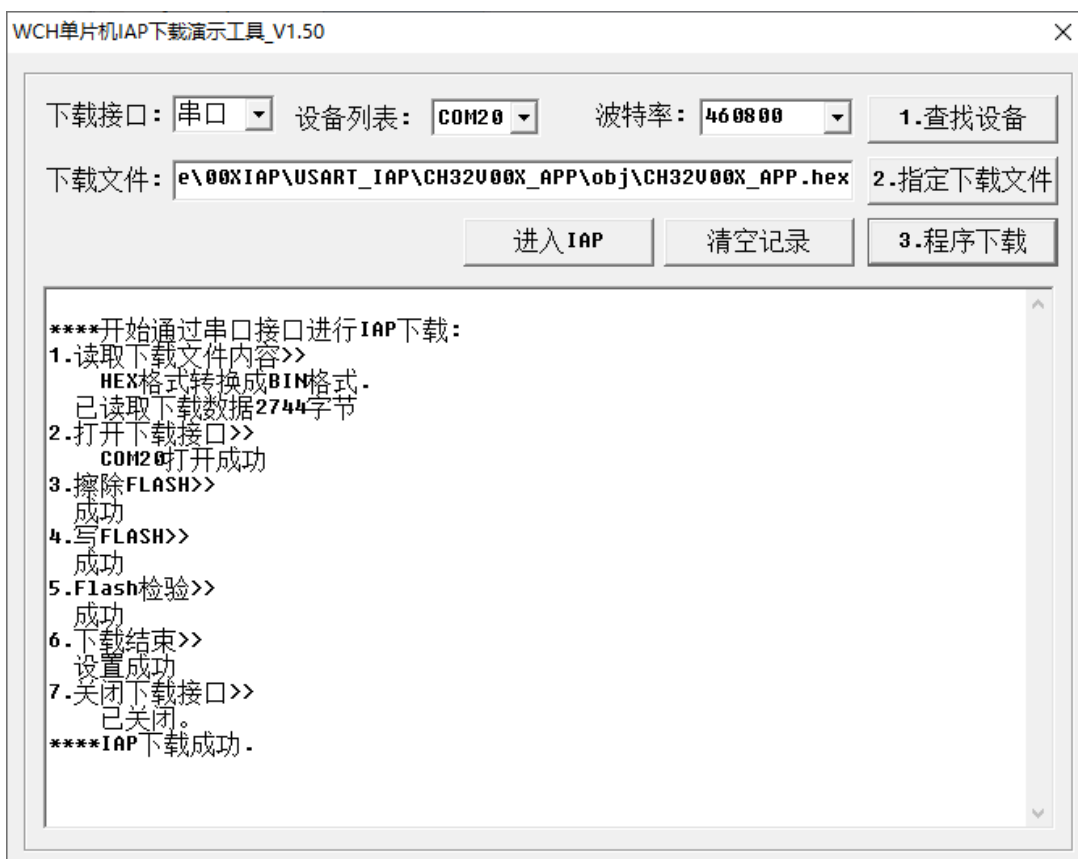 WCH单片机IAP下载演示工具_V1.50
下载接口: 串口 设备列表: COM20 波特率: 460800 1.查找设备
下载文件: e\00XIAP\USART_IAP\CH32V00X_APP\obj\CH32V00X_APP.hex 2.指定下载文件
进入IAP 清空记录 3.程序下载
****开始通过串口接口进行IAP下载:
1.读取下载文件内容>>
HEX格式转换成BIN格式.
已读取下载数据2744字节
2.打开下载接口>>
COM20打开成功
3.擦除FLASH>>
成功
4.写FLASH>>
成功
5.Flash检验>>
成功
6.下载结束>>
设置成功
7.关闭下载接口>>
已关闭。
****IAP下载成功.